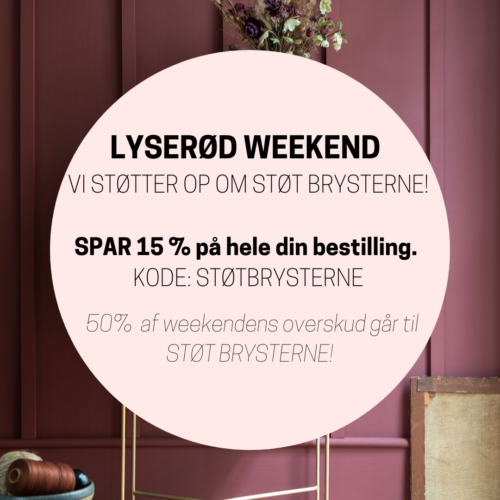 LYSERØD WEEKEND
VI STØTTER OP OM STØT BRYSTERNE!
SPAR 15 % på hele din bestilling.
KODE: STØTBRYSTERNE
50% af weekendens overskud går til
STØT BRYSTERNE!